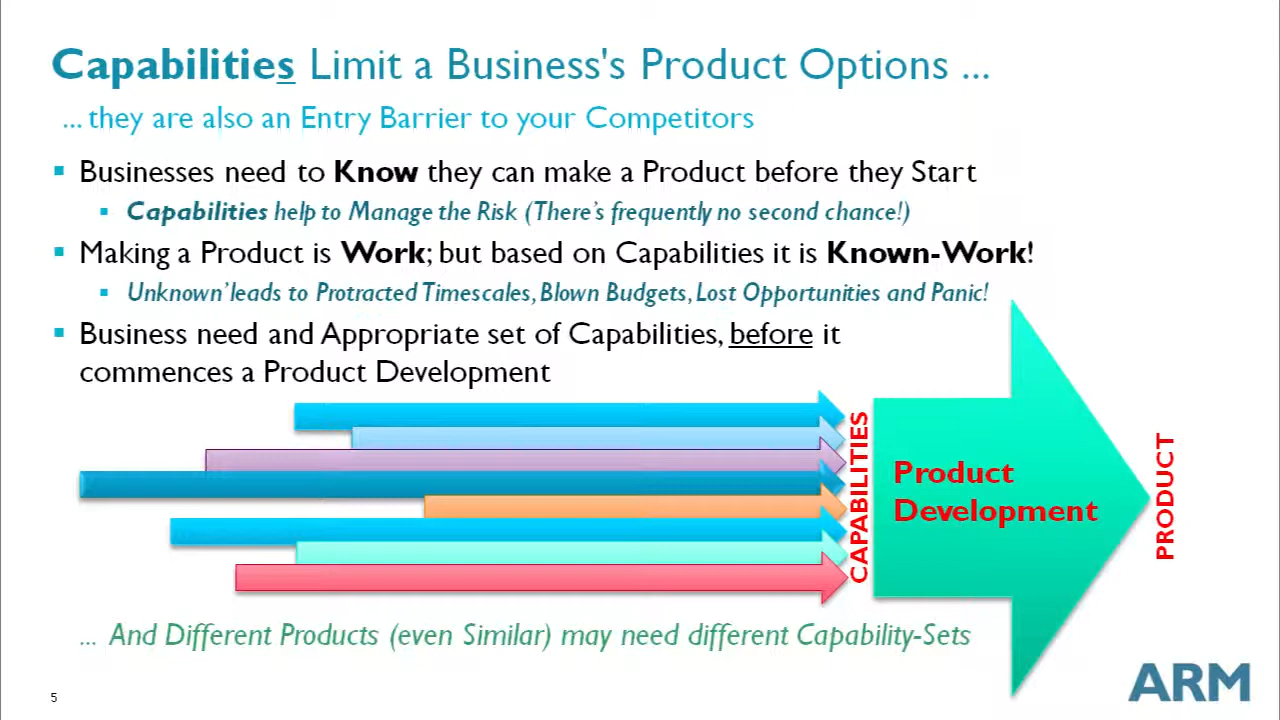 Capabilities Limit a Business's Product Options ...
... they are also an Entry Barrier to your Competitors
Businesses need to Know they can make a Product before they Start
Capabilities help to Manage the Risk (There's frequently no second chance!)
Making a Product is Work; but based on Capabilities it is Known-Work!
Unknown' leads to Protracted Timescales, Blown Budgets, Lost Opportunities and Panic!
Business need and Appropriate set of Capabilities, before it
commences a Product Development
CAPABILITIES
Product
Development
PRODUCT
... And Different Products (even Similar) may need different Capability-Sets
5
ARM